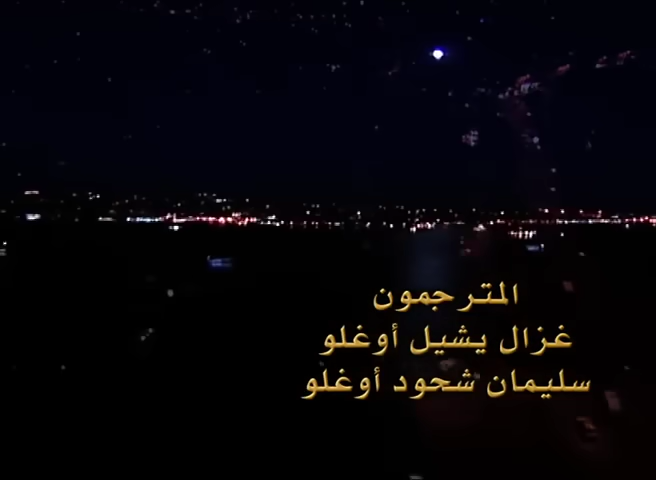 المترجمون
غزال يشيل أوغلو
سليمان شحود أوغلو